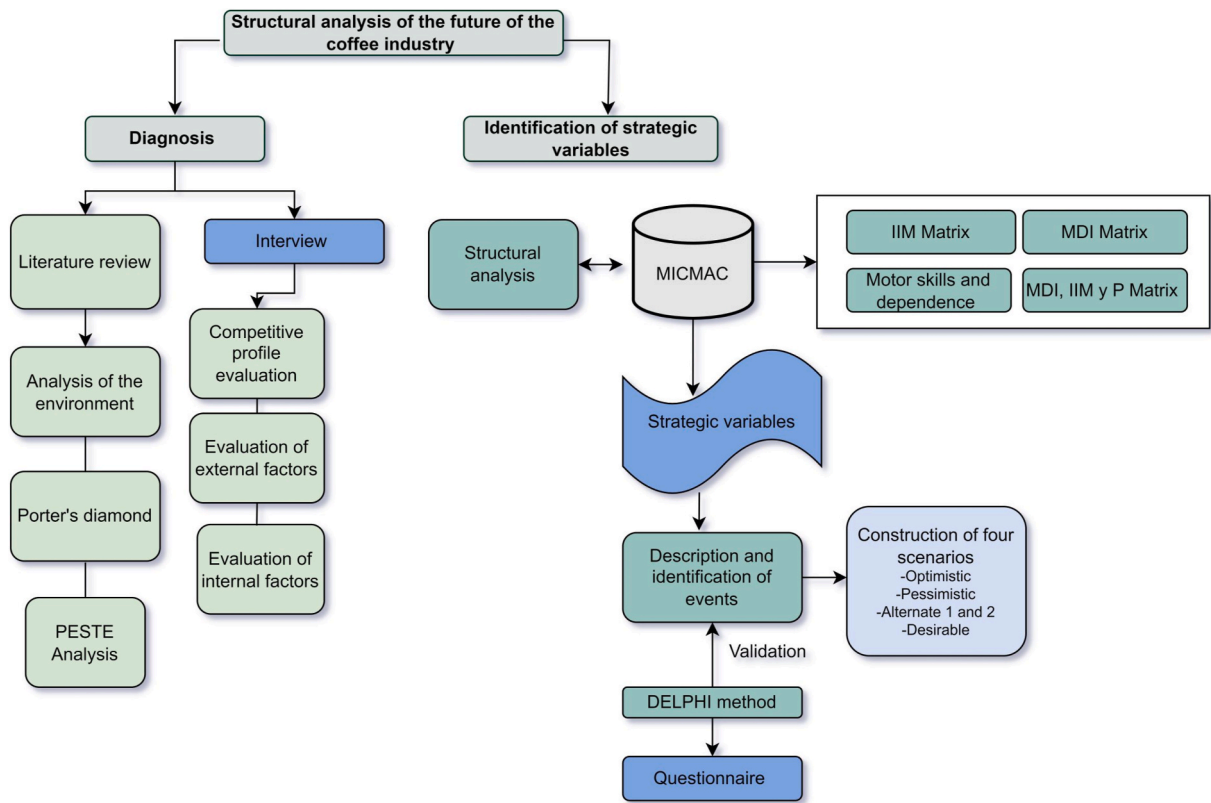 Structural analysis of the future of the
coffee industry
Diagnosis
Identification of strategic
variables
Literature review
Interview
Analysis of the
environment
Competitive
profile
evaluation
Porter's diamond
Evaluation of
external factors
PESTE
Analysis
Evaluation of
internal factors
Structural
analysis
MICMAC
IIM Matrix
MDI Matrix
Motor skills and
dependence
MDI, IIM y P Matrix
Strategic variables
Description and
identification of
events
Construction of four
scenarios
-Optimistic
-Pessimistic
-Alternate 1 and 2
-Desirable
Validation
DELPHI method
Questionnaire